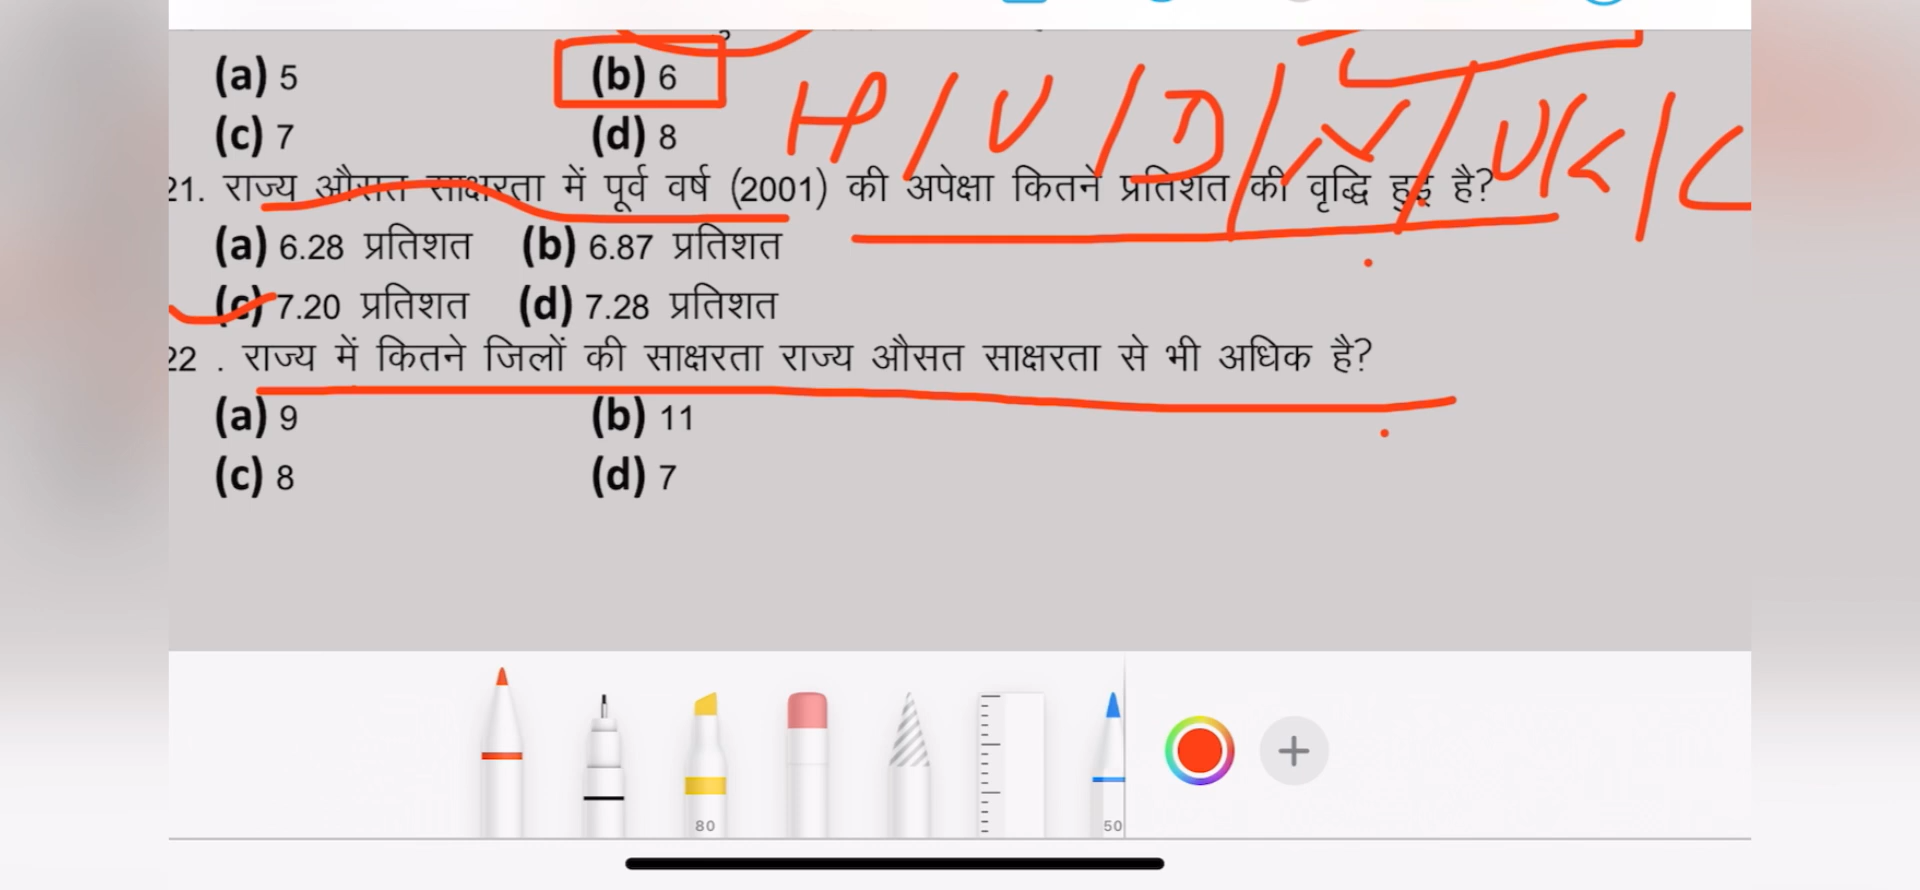 (a) 5 (b) 6
H / U / D / N / UK / C
(c) 7 (d) 8
21. राज्य औसत साक्षरता में पूर्व वर्ष (2001) की अपेक्षा कितने प्रतिशत की वृद्धि हुई है?
(a) 6.28 प्रतिशत (b) 6.87 प्रतिशत
(c) 7.20 प्रतिशत (d) 7.28 प्रतिशत
22 . राज्य में कितने जिलों की साक्षरता राज्य औसत साक्षरता से भी अधिक है?
(a) 9 (b) 11
(c) 8 (d) 7
80 50